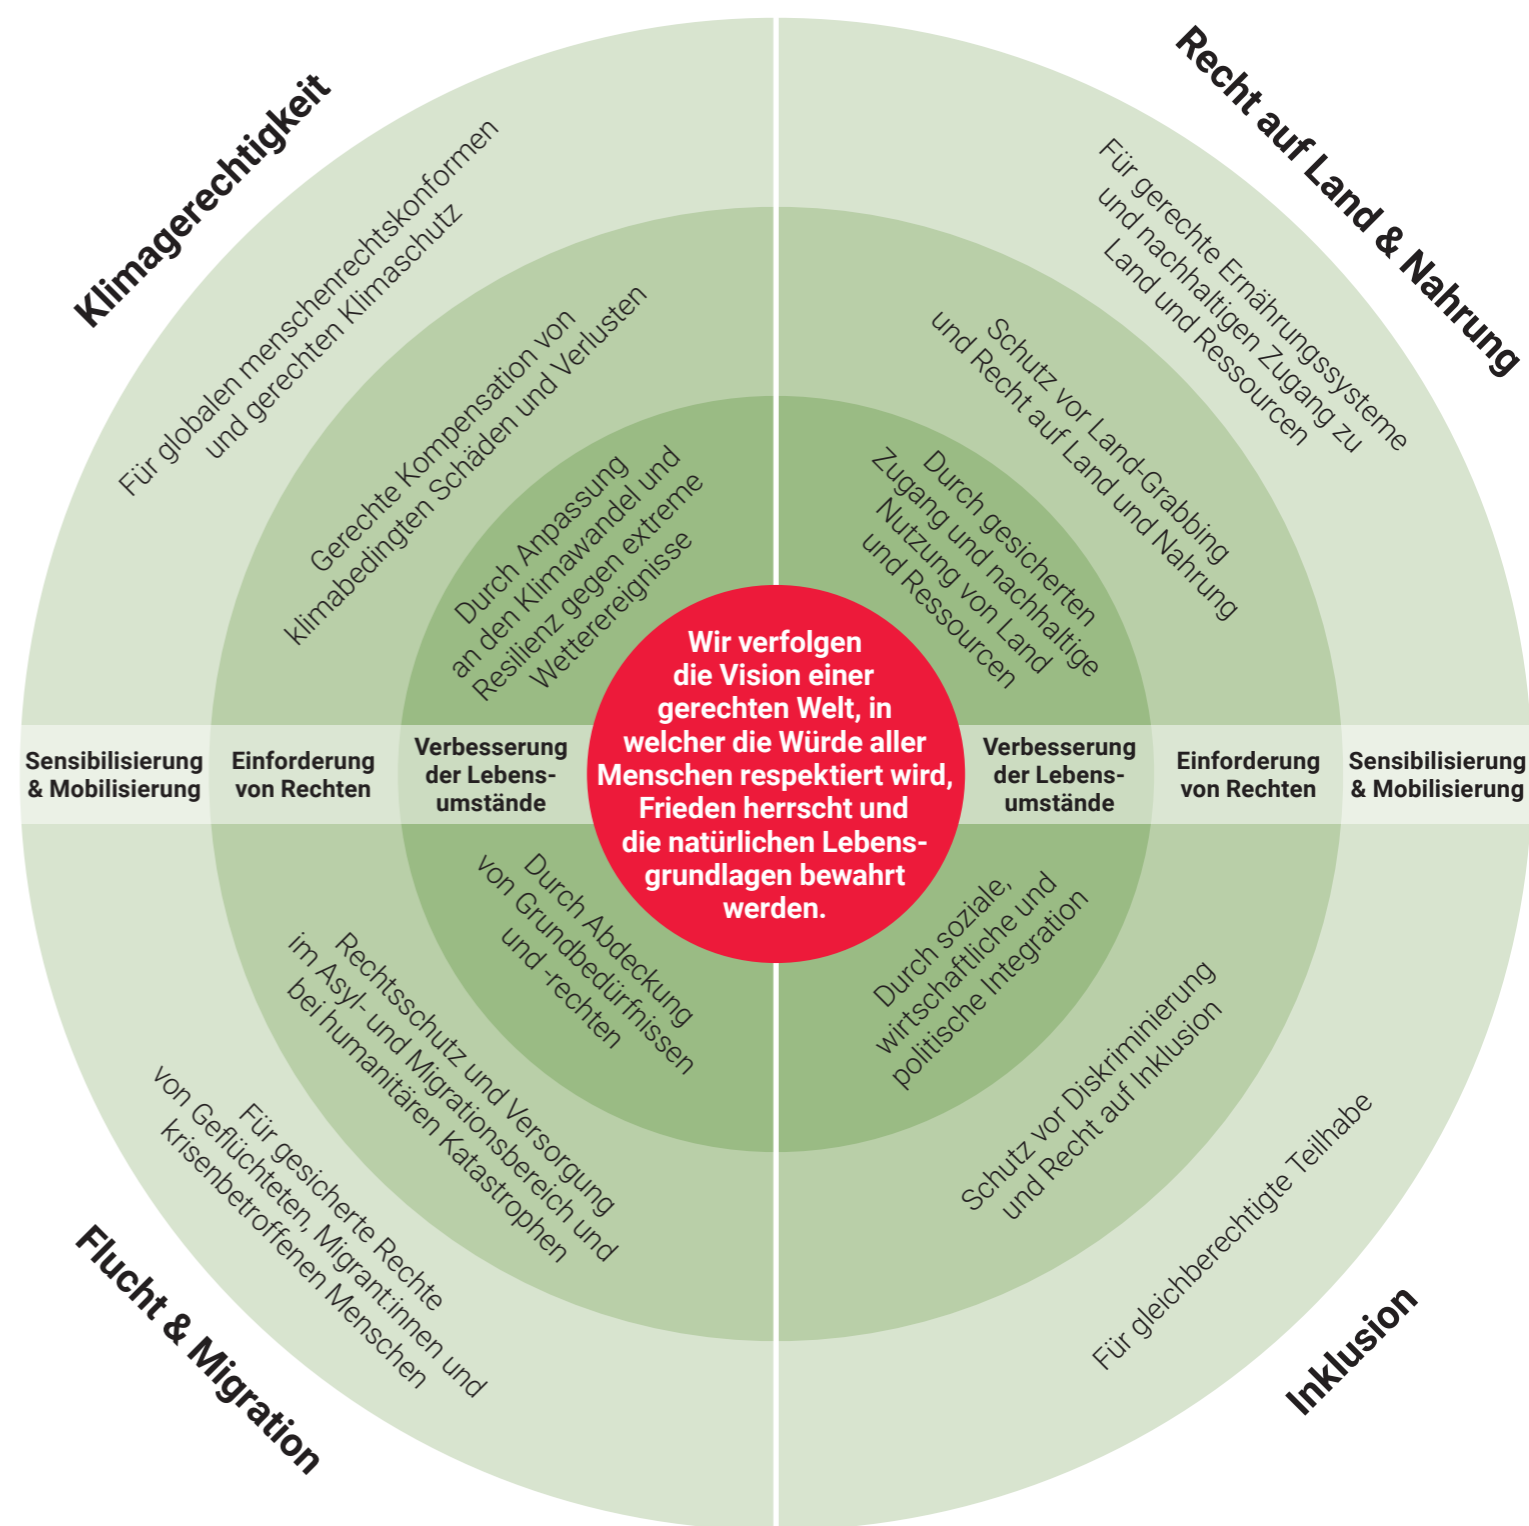 Klimagerechtigkeit
Für globalen menschenrechtskonformen
und gerechten Klimaschutz
Gerechte Kompensation von
klimabedingten Schäden und Verlusten
Durch Anpassung
an den Klimawandel und
Resilienz gegen extreme
Wetterereignisse
Recht auf Land & Nahrung
Für gerechte Ernährungssysteme
und nachhaltigen Zugang zu
Land und Ressourcen
Schutz vor Land-Grabbing
und Recht auf Land und Nahrung
Durch gesicherten
Zugang und nachhaltige
Nutzung von Land
und Ressourcen
Sensibilisierung
& Mobilisierung
Einforderung
von Rechten
Verbesserung
der Lebens-
umstände
Wir verfolgen
die Vision einer
gerechten Welt, in
welcher die Würde aller
Menschen respektiert wird,
Frieden herrscht und
die natürlichen Lebens-
grundlagen bewahrt
werden.
Verbesserung
der Lebens-
umstände
Einforderung
von Rechten
Sensibilisierung
& Mobilisierung
Durch Abdeckung
von Grundbedürfnissen
und -rechten
Rechtsschutz und Versorgung
im Asyl- und Migrationsbereich und
bei humanitären Katastrophen
Für gesicherte Rechte
von Geflüchteten, Migrant:innen und
krisenbetroffenen Menschen
Flucht & Migration
Durch soziale,
wirtschaftliche und
politische Integration
Schutz vor Diskriminierung
und Recht auf Inklusion
Für gleichberechtigte Teilhabe
Inklusion